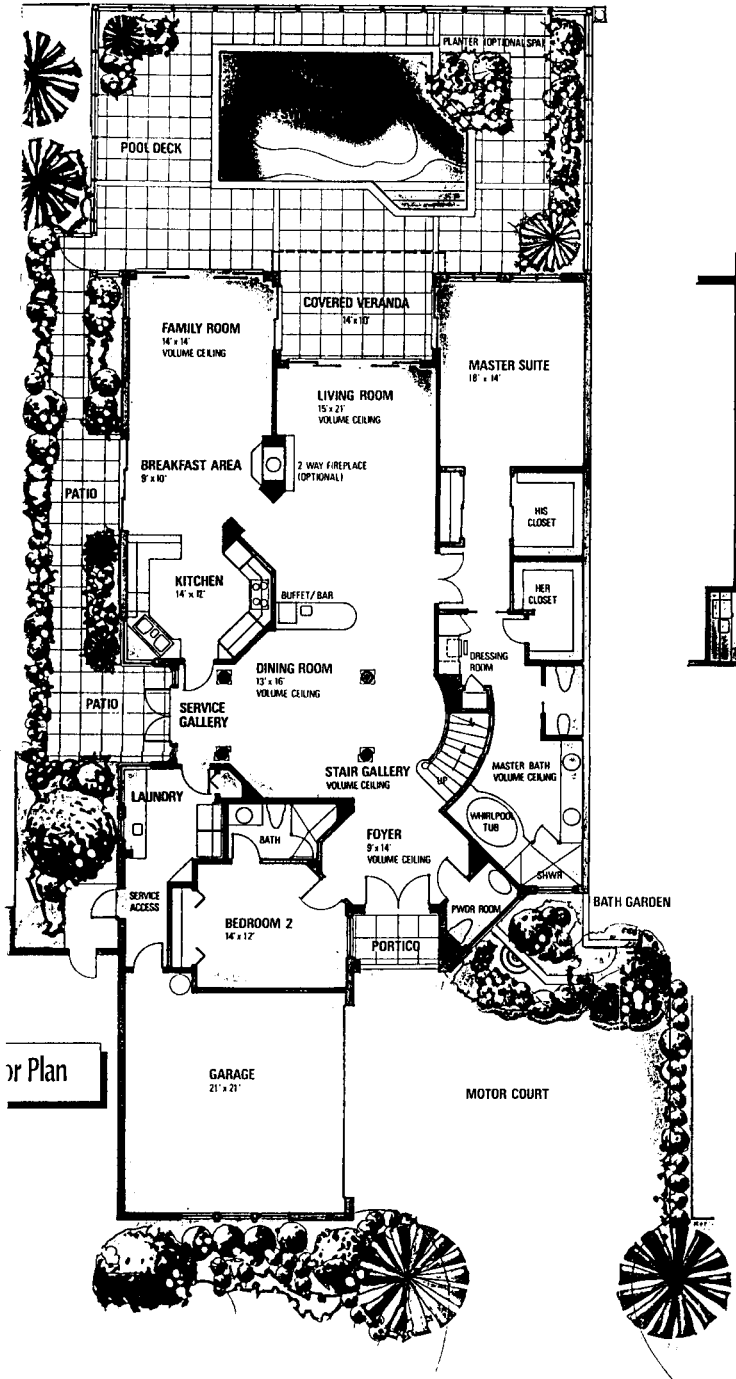 PLANTER (OPTIONAL SPA)
POOL DECK
COVERED VERANDA
14' x 10'
FAMILY ROOM
14' x 14'
VOLUME CEILING
MASTER SUITE
18' x 14'
LIVING ROOM
15' x 21'
VOLUME CEILING
BREAKFAST AREA
9' x 10'
2 WAY FIREPLACE
(OPTIONAL)
PATIO
HIS
CLOSET
KITCHEN
14' x 12'
HER
CLOSET
BUFFET/BAR
DRESSING
ROOM
DINING ROOM
13' x 16'
VOLUME CEILING
PATIO
SERVICE
GALLERY
UP
MASTER BATH
VOLUME CEILING
STAIR GALLERY
VOLUME CEILING
LAUNDRY
WHIRLPOOL
TUB
BATH
FOYER
9' x 14'
VOLUME CEILING
SHWR
SERVICE
ACCESS
BATH GARDEN
PWDR ROOM
BEDROOM 2
14' x 12'
PORTICO
or Plan
GARAGE
21' x 21'
MOTOR COURT